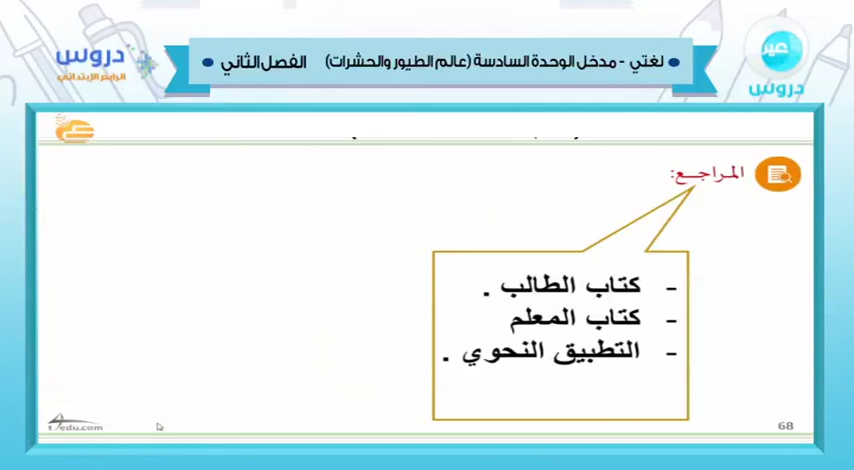 عين
دروس
• لغتي - مدخل الوحدة السادسة (عالم الطيور والحشرات) الفصل الثاني •
دروس
الرابع الإبتدائي
المراجع:
- كتاب الطالب .
- كتاب المعلم
- التطبيق النحوي .
68
t4edu.com